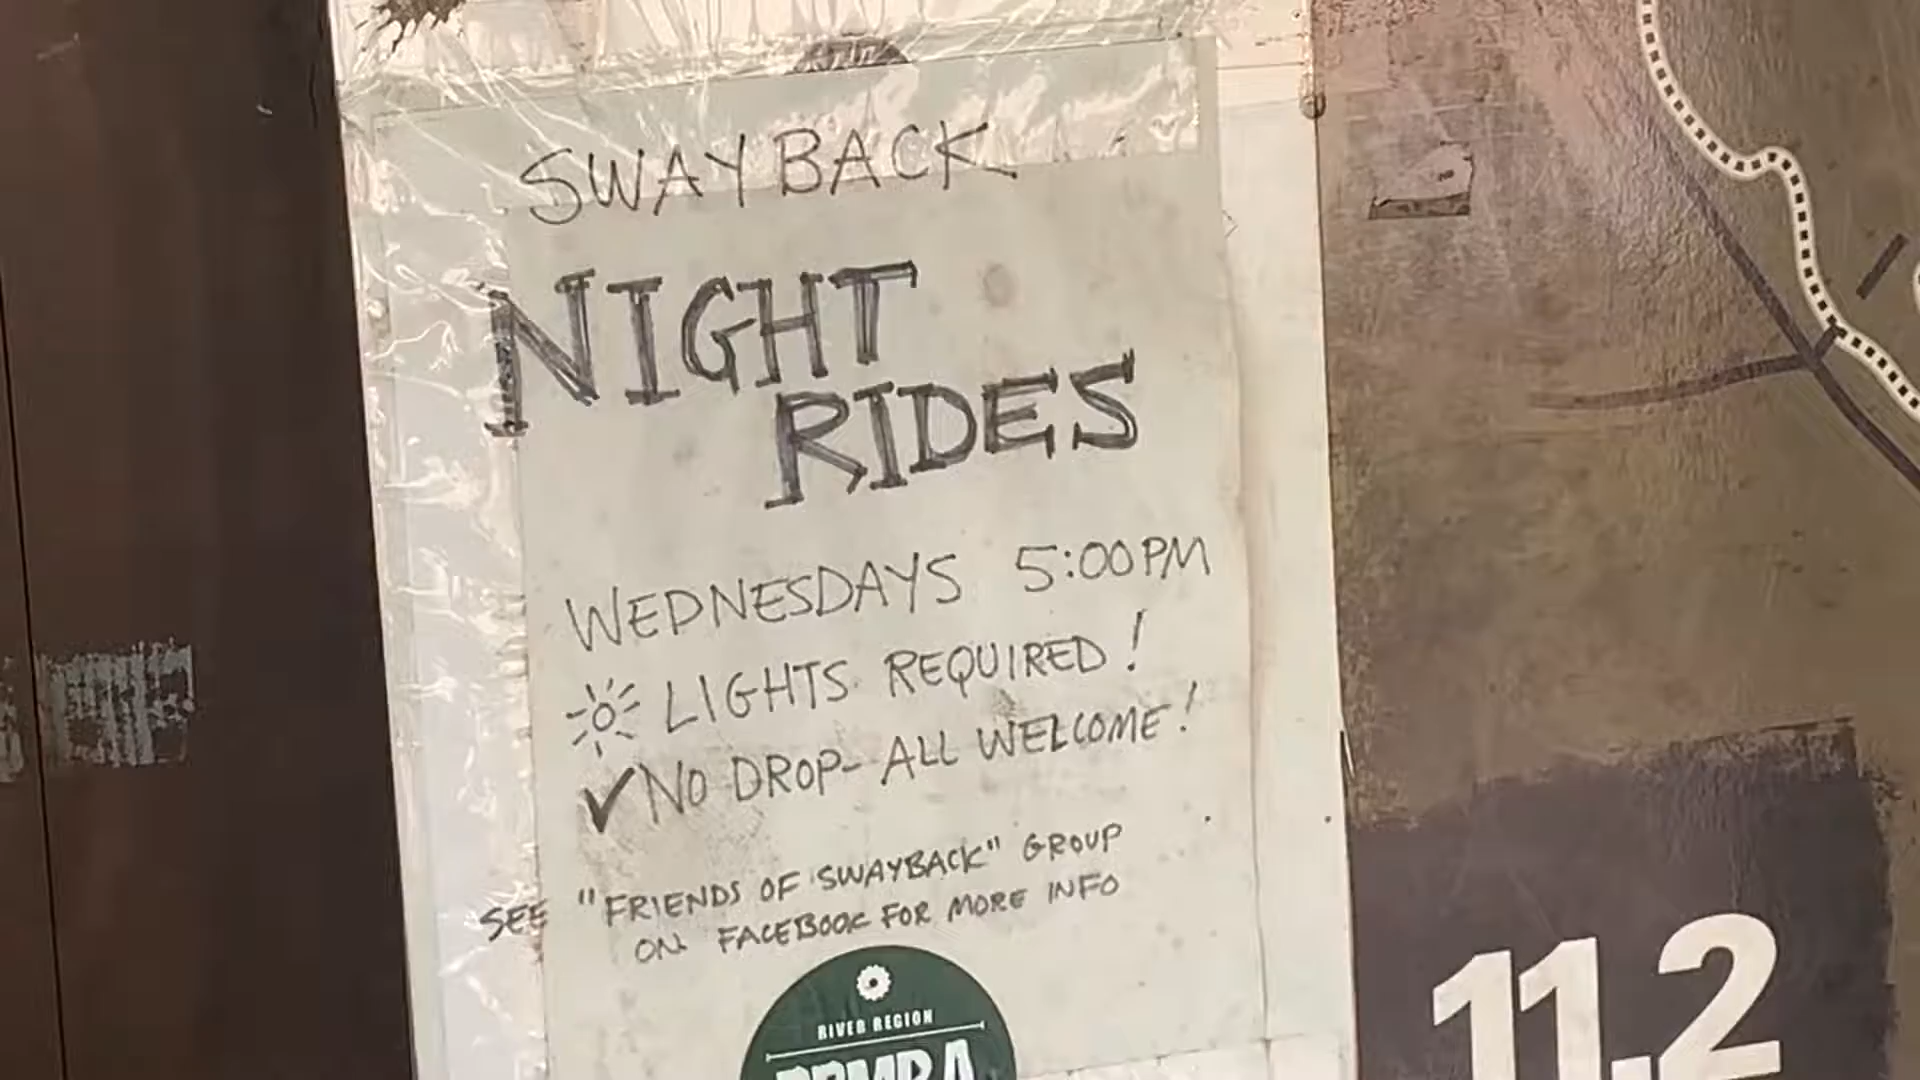 SWAYBACK
NIGHT
RIDES
WEDNESDAYS 5:00PM
LIGHTS REQUIRED!
NO DROP- ALL WELCOME!
SEE "FRIENDS OF SWAYBACK" GROUP
ON FACEBOOK FOR MORE INFO
RIVER REGION
11.2